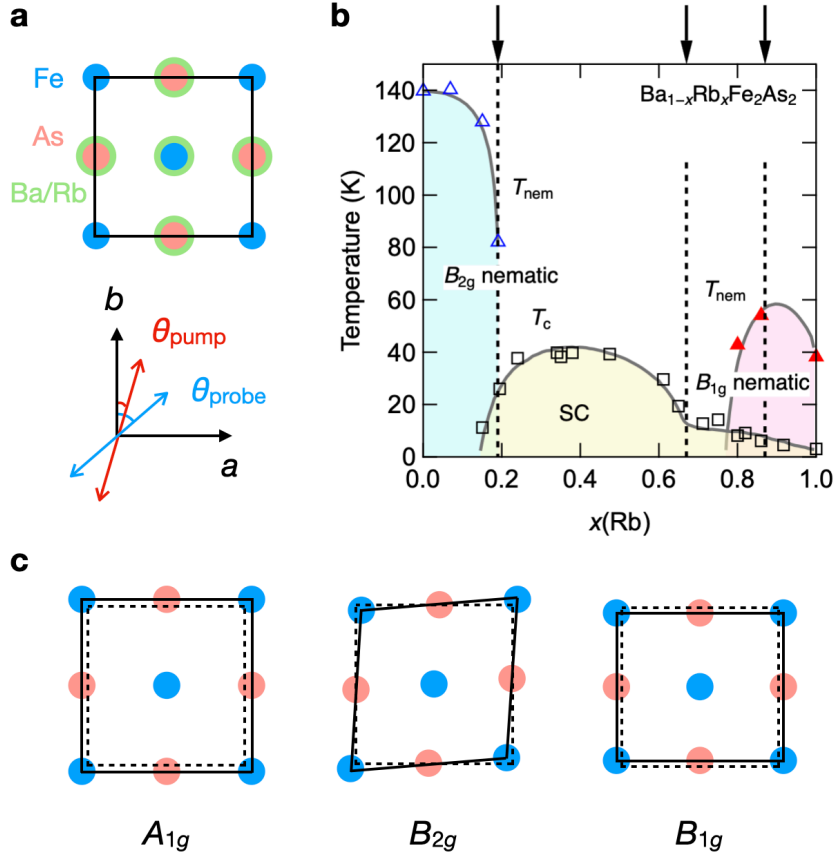 a
Fe
As
Ba/Rb
b
θpump
θprobe
a
b
Ba1−xRbxFe2As2
Temperature (K)
140
120
100
80
60
40
20
0
Tnem
B2g nematic
Tc
SC
Tnem
B1g nematic
0.0
0.2
0.4
0.6
0.8
1.0
x(Rb)
c
A1g
B2g
B1g